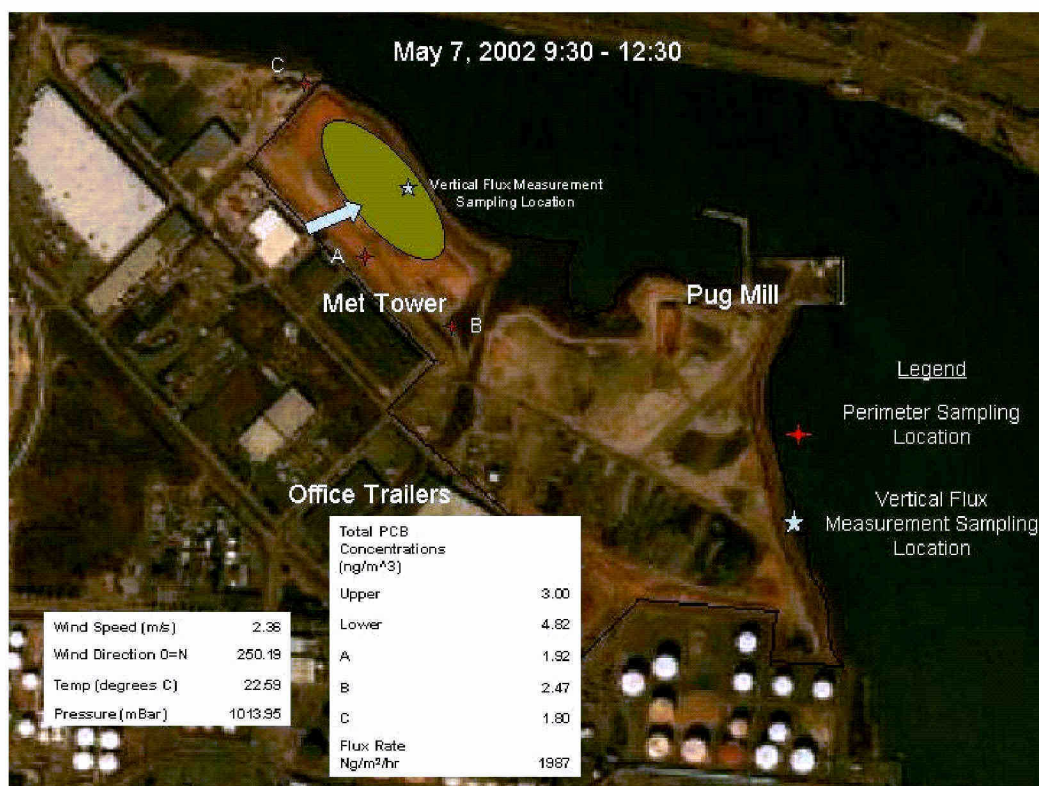 May 7, 2002 9:30 - 12:30
C
Vertical Flux Measurement
Sampling Location
A
Met Tower
B
Pug Mill
Legend
Perimeter Sampling
Location
Vertical Flux
Measurement Sampling
Location
Office Trailers
Total PCB
Concentrations
(ng/m^3)
Upper 3.00
Lower 4.82
A 1.92
B 2.47
C 1.80
Flux Rate
Ng/m²/hr 1987
Wind Speed (m/s) 2.36
Wind Direction 0=N 250.19
Temp (degrees C) 22.59
Pressure (mBar) 1013.95